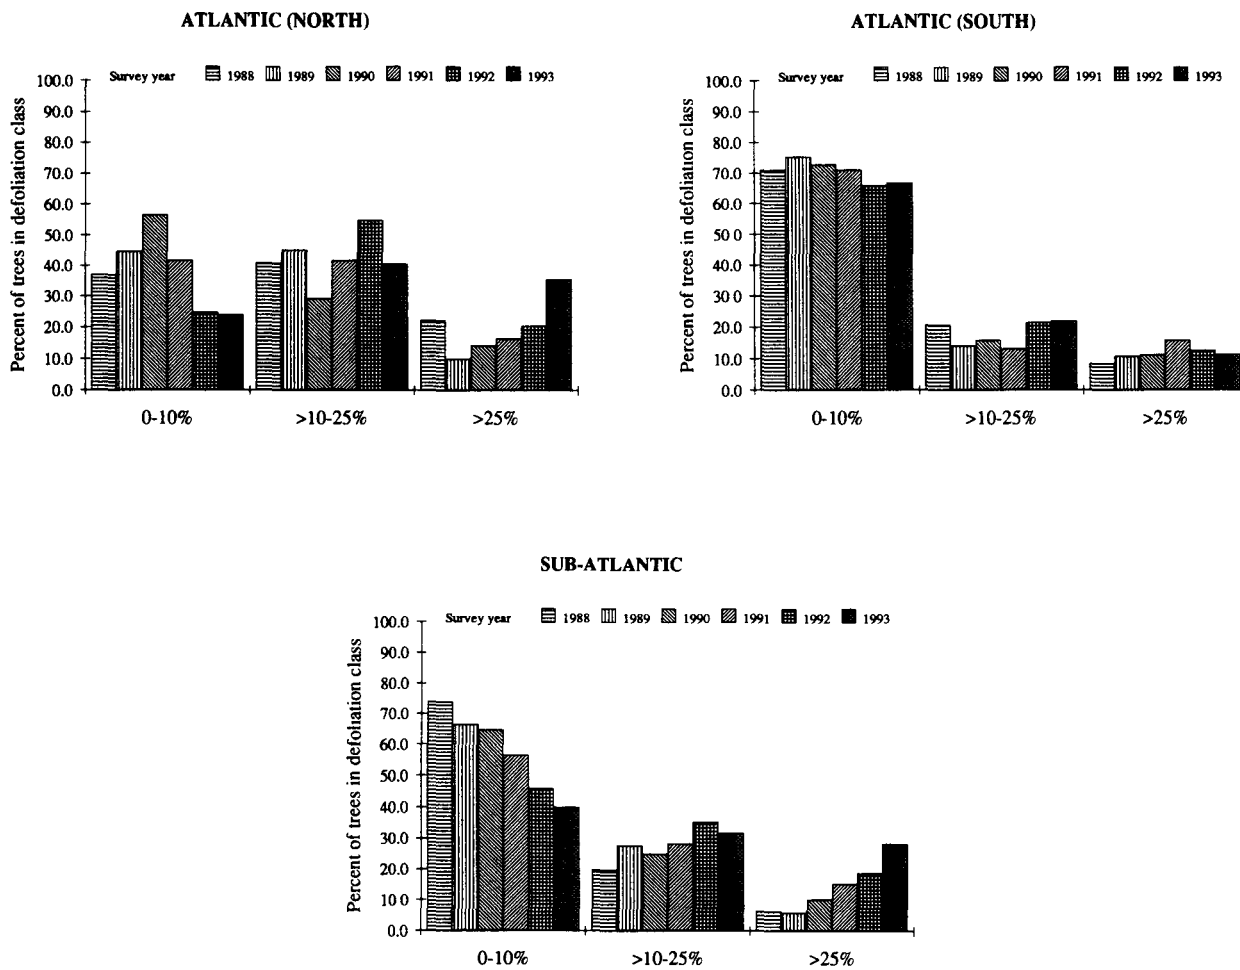 ATLANTIC (NORTH)
Survey year 1988 1989 1990 1991 1992 1993
Percent of trees in defoliation class
100.0
90.0
80.0
70.0
60.0
50.0
40.0
30.0
20.0
10.0
0.0
0-10% >10-25% >25%
ATLANTIC (SOUTH)
Survey year 1988 1989 1990 1991 1992 1993
Percent of trees in defoliation class
100.0
90.0
80.0
70.0
60.0
50.0
40.0
30.0
20.0
10.0
0.0
0-10% >10-25% >25%
SUB-ATLANTIC
Survey year 1988 1989 1990 1991 1992 1993
Percent of trees in defoliation class
100.0
90.0
80.0
70.0
60.0
50.0
40.0
30.0
20.0
10.0
0.0
0-10% >10-25% >25%